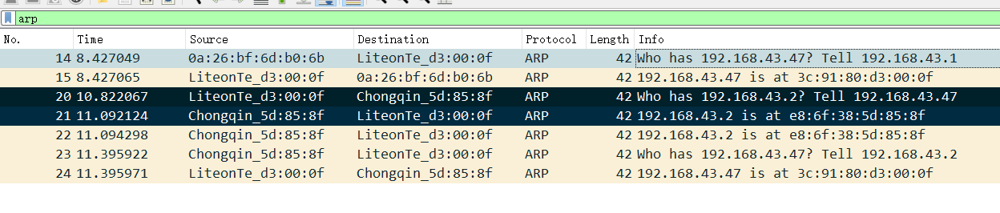 arp
No. Time Source Destination Protocol Length Info
14 8.427049 0a:26:bf:6d:b0:6b LiteonTe_d3:00:0f ARP 42 Who has 192.168.43.47? Tell 192.168.43.1
15 8.427065 LiteonTe_d3:00:0f 0a:26:bf:6d:b0:6b ARP 42 192.168.43.47 is at 3c:91:80:d3:00:0f
20 10.822067 LiteonTe_d3:00:0f Chongqin_5d:85:8f ARP 42 Who has 192.168.43.2? Tell 192.168.43.47
21 11.092124 Chongqin_5d:85:8f LiteonTe_d3:00:0f ARP 42 192.168.43.2 is at e8:6f:38:5d:85:8f
22 11.094298 Chongqin_5d:85:8f LiteonTe_d3:00:0f ARP 42 192.168.43.2 is at e8:6f:38:5d:85:8f
23 11.395922 Chongqin_5d:85:8f LiteonTe_d3:00:0f ARP 42 Who has 192.168.43.47? Tell 192.168.43.2
24 11.395971 LiteonTe_d3:00:0f Chongqin_5d:85:8f ARP 42 192.168.43.47 is at 3c:91:80:d3:00:0f